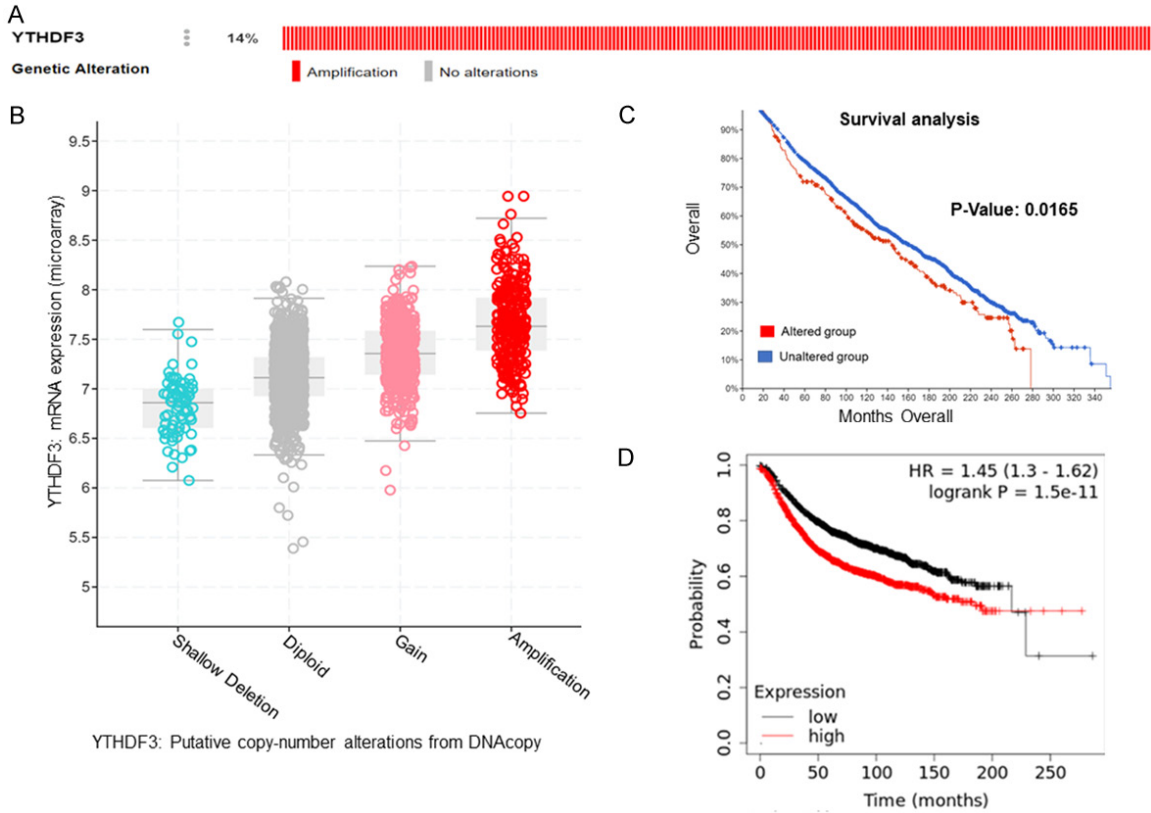 A
YTHDF3
14%
Genetic Alteration
Amplification
No alterations
B
YTHDF3: mRNA expression (microarray)
9.5
9
8.5
8
7.5
7
6.5
6
5.5
5
Shallow Deletion
Diploid
Gain
Amplification
YTHDF3: Putative copy-number alterations from DNAcopy
C
Survival analysis
P-Value: 0.0165
Overall
90%
80%
70%
60%
50%
40%
30%
20%
10%
0%
Altered group
Unaltered group
0 20 40 60 80 100 120 140 160 180 200 220 240 260 280 300 320 340
Months Overall
D
HR = 1.45 (1.3 - 1.62)
logrank P = 1.5e-11
Probability
1.0
0.8
0.6
0.4
0.2
0.0
Expression
low
high
0 50 100 150 200 250
Time (months)